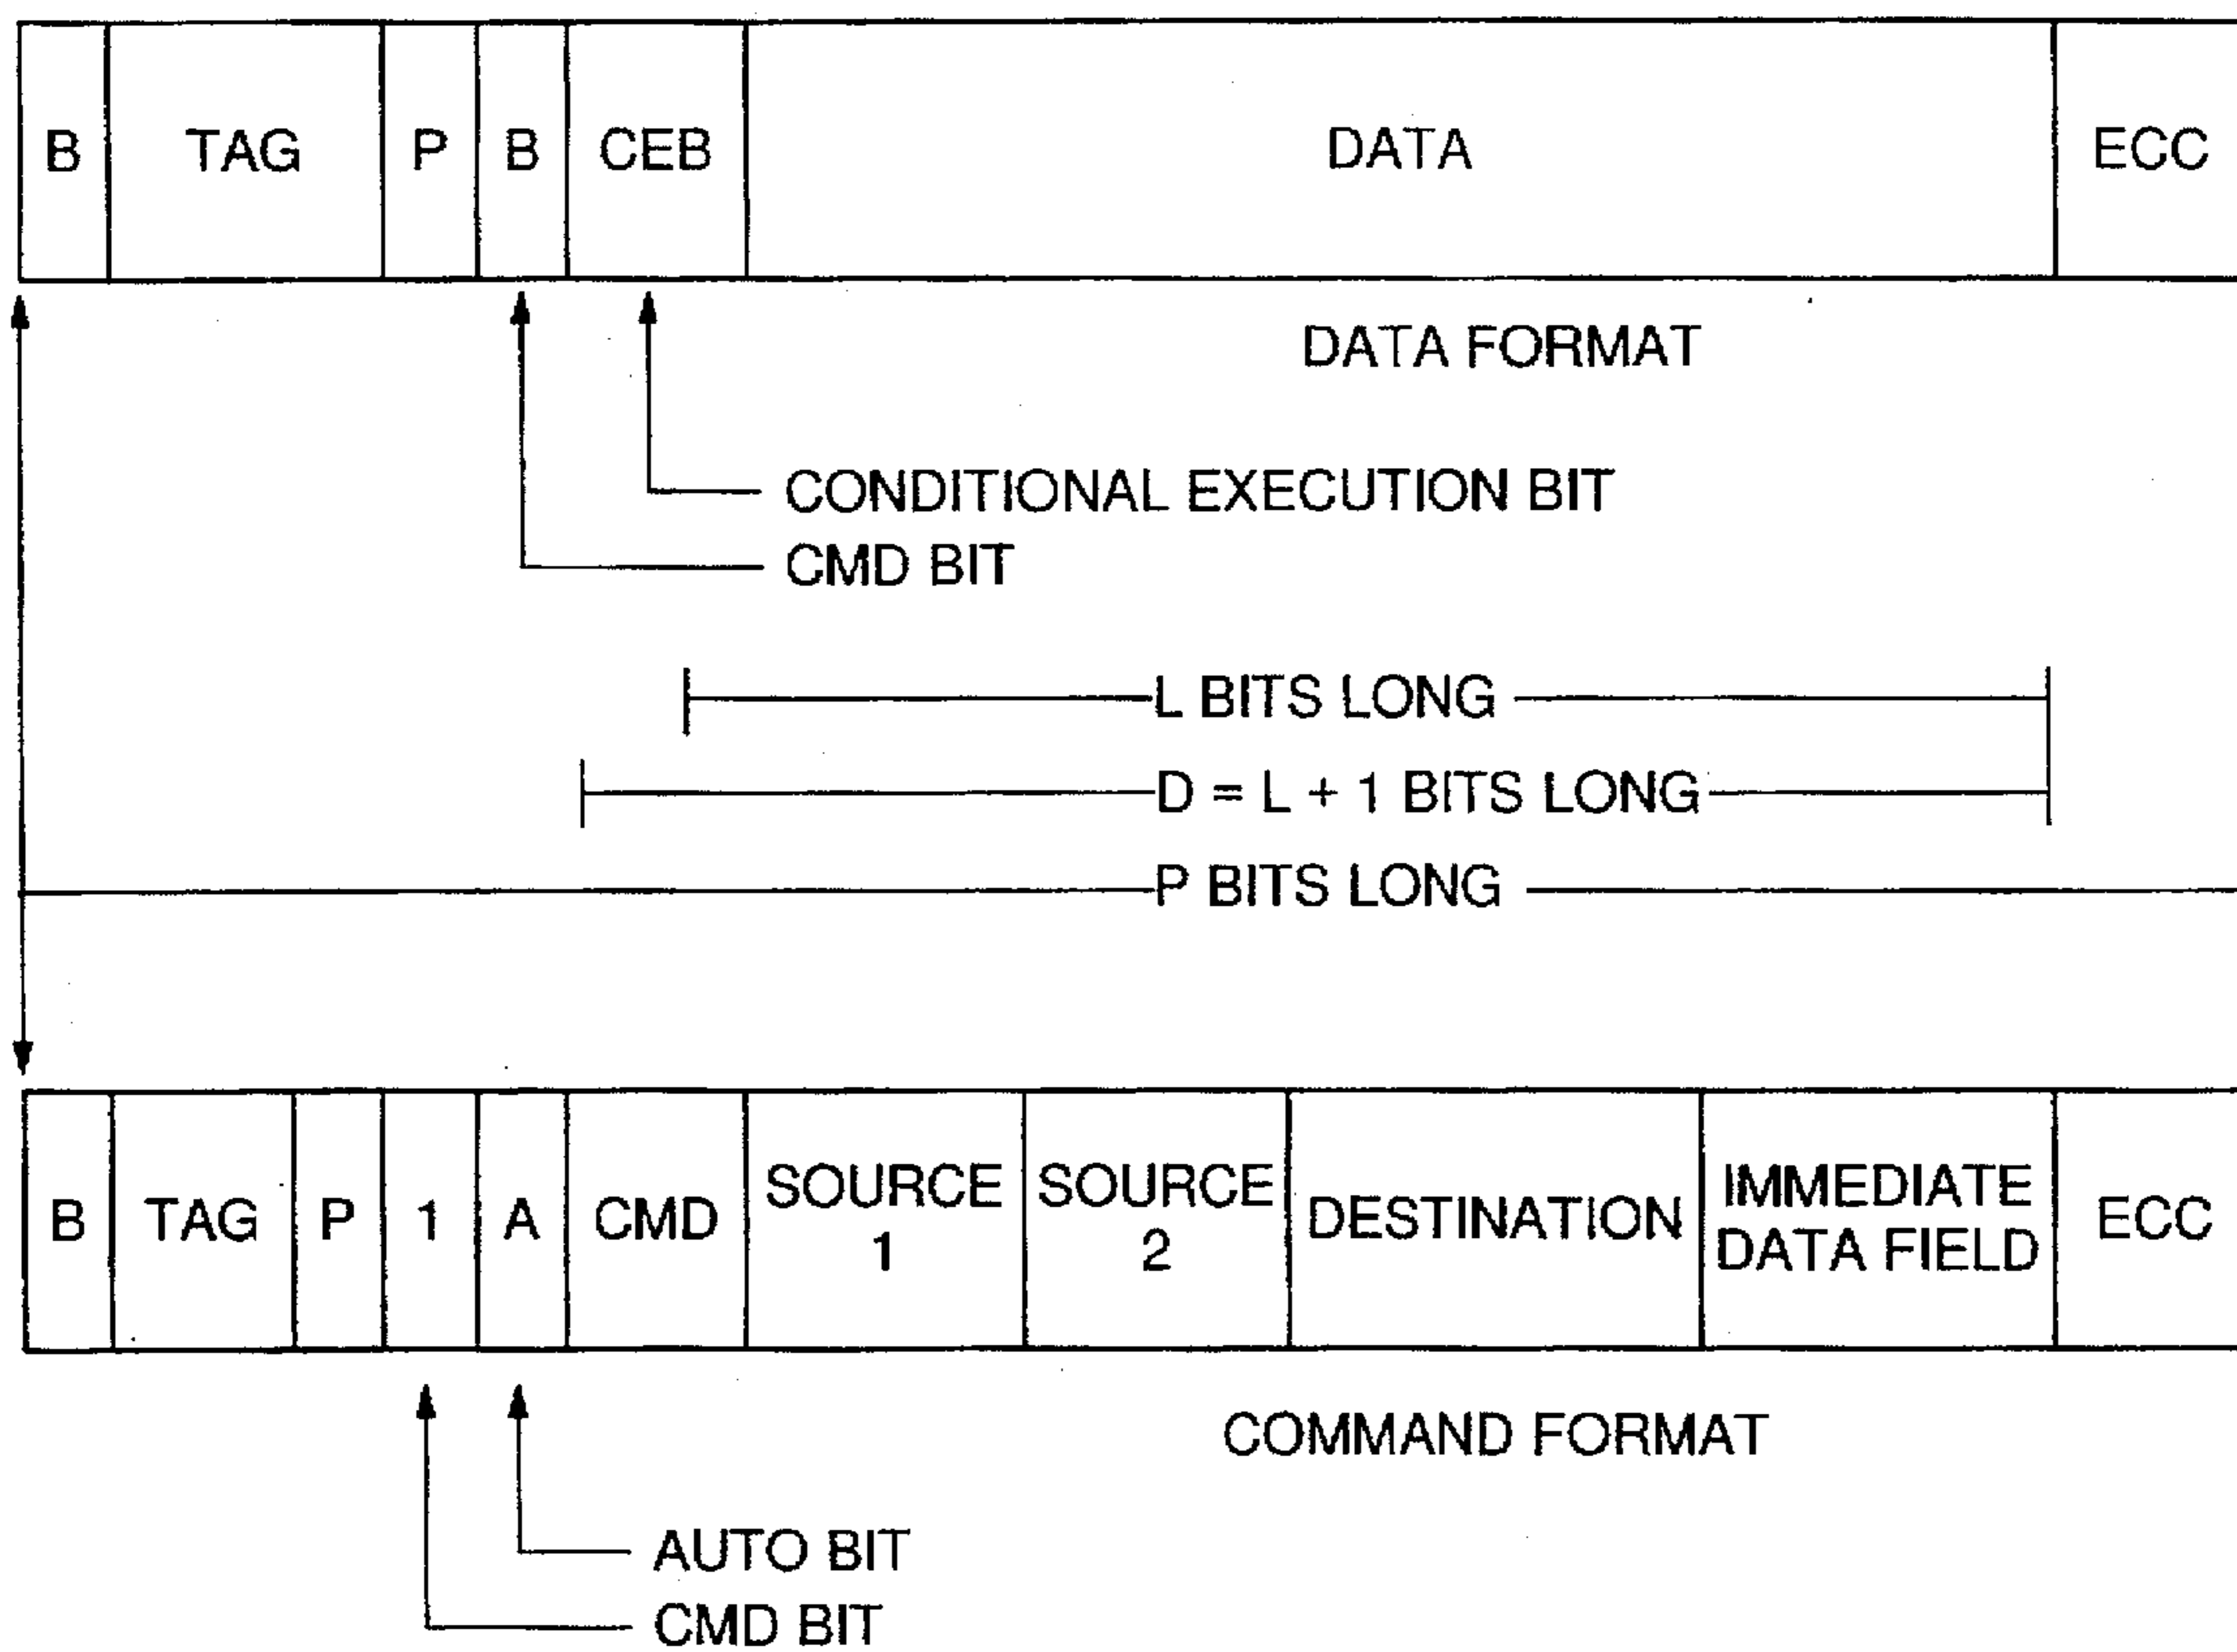 B TAG P B CEB DATA ECC
DATA FORMAT
CONDITIONAL EXECUTION BIT
CMD BIT
L BITS LONG
D = L + 1 BITS LONG
P BITS LONG
B TAG P 1 A CMD SOURCE 1 SOURCE 2 DESTINATION IMMEDIATE DATA FIELD ECC
COMMAND FORMAT
AUTO BIT
CMD BIT